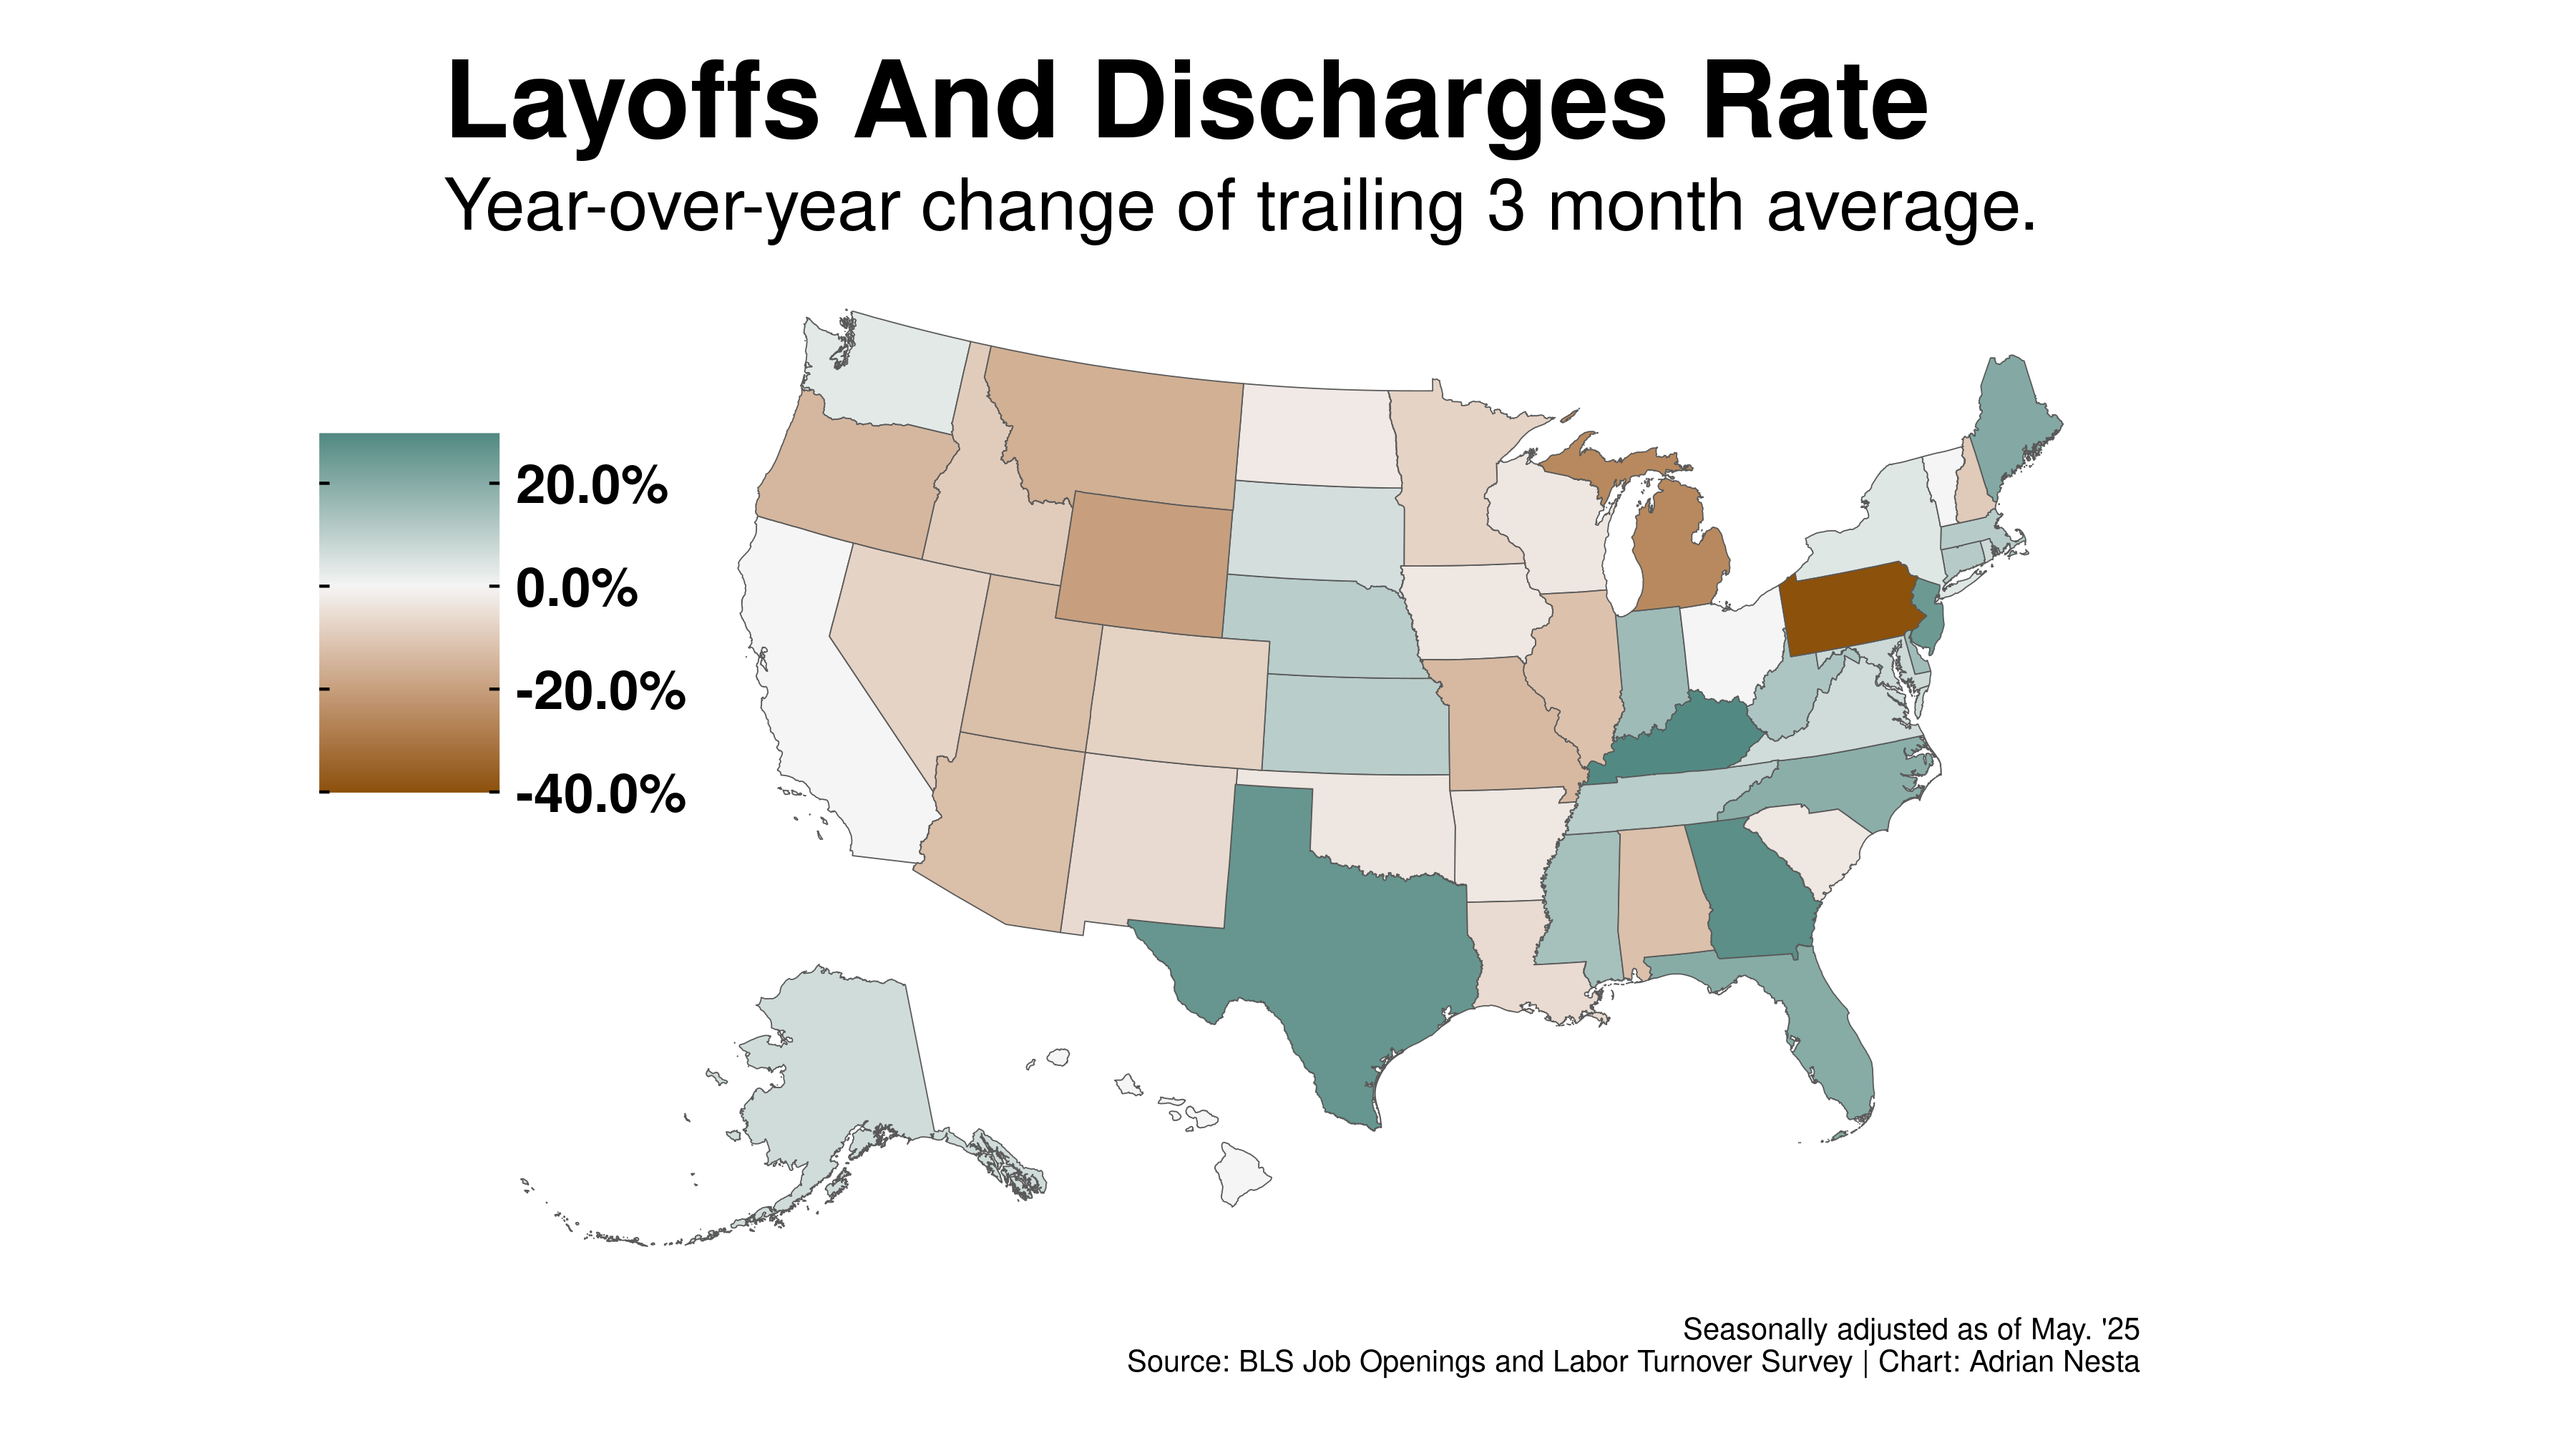 Layoffs And Discharges Rate
Year-over-year change of trailing 3 month average.
20.0%
0.0%
-20.0%
-40.0%
Seasonally adjusted as of May. '25
Source: BLS Job Openings and Labor Turnover Survey | Chart: Adrian Nesta